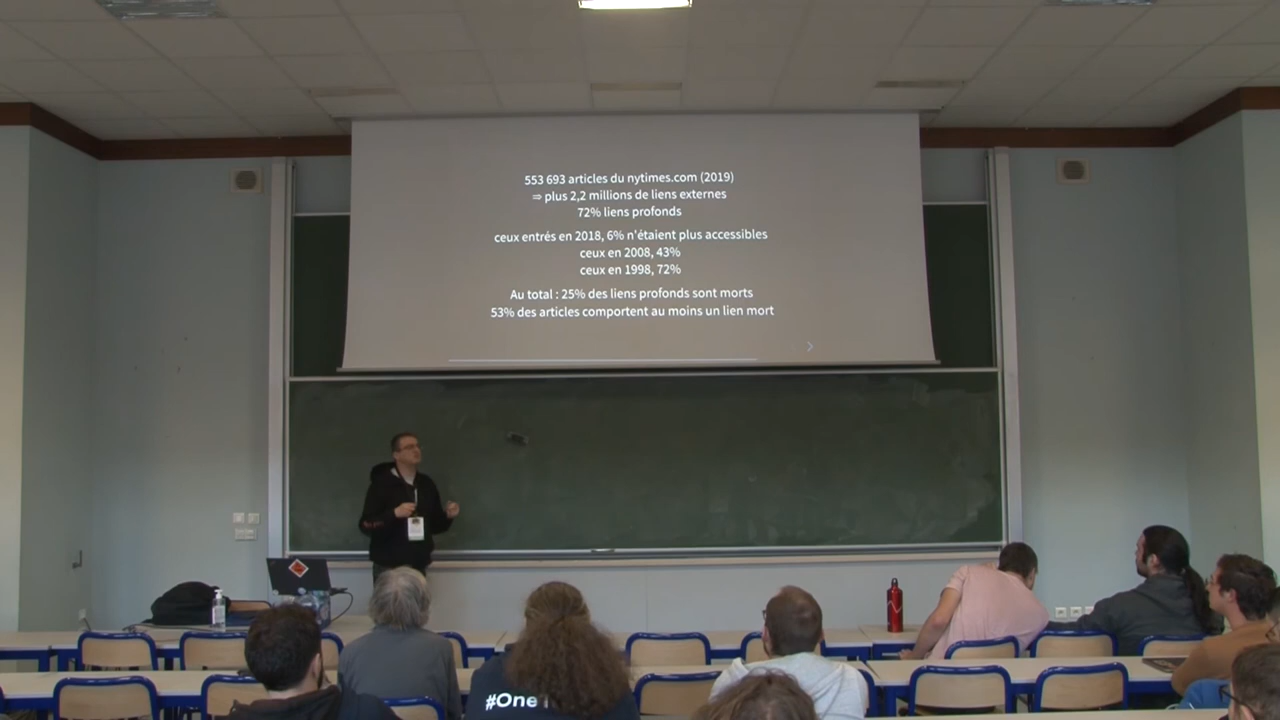 553 693 articles du nytimes.com (2019)
⇒ plus 2,2 millions de liens externes
72% liens profonds
ceux entrés en 2018, 6% n'étaient plus accessibles
ceux en 2008, 43%
ceux en 1998, 72%
Au total : 25% des liens profonds sont morts
53% des articles comportent au moins un lien mort
#One